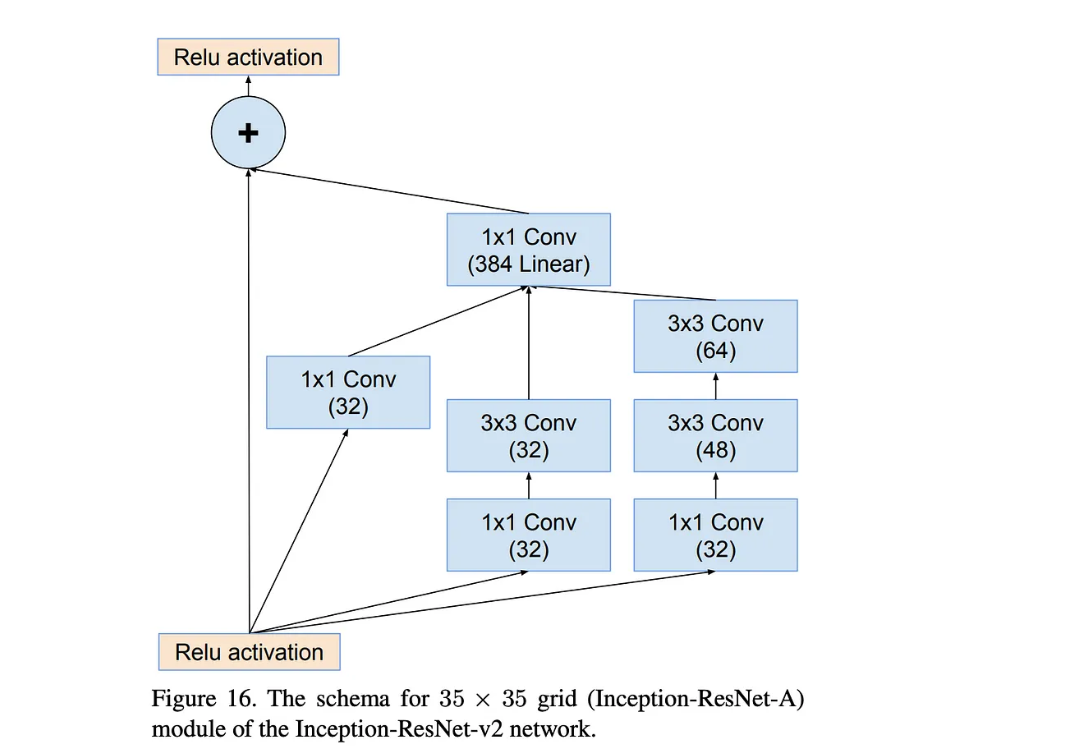 Relu activation
+
1x1 Conv
(384 Linear)
3x3 Conv
(64)
1x1 Conv
(32)
3x3 Conv
(32)
3x3 Conv
(48)
1x1 Conv
(32)
1x1 Conv
(32)
Relu activation
Figure 16. The schema for 35 × 35 grid (Inception-ResNet-A)
module of the Inception-ResNet-v2 network.